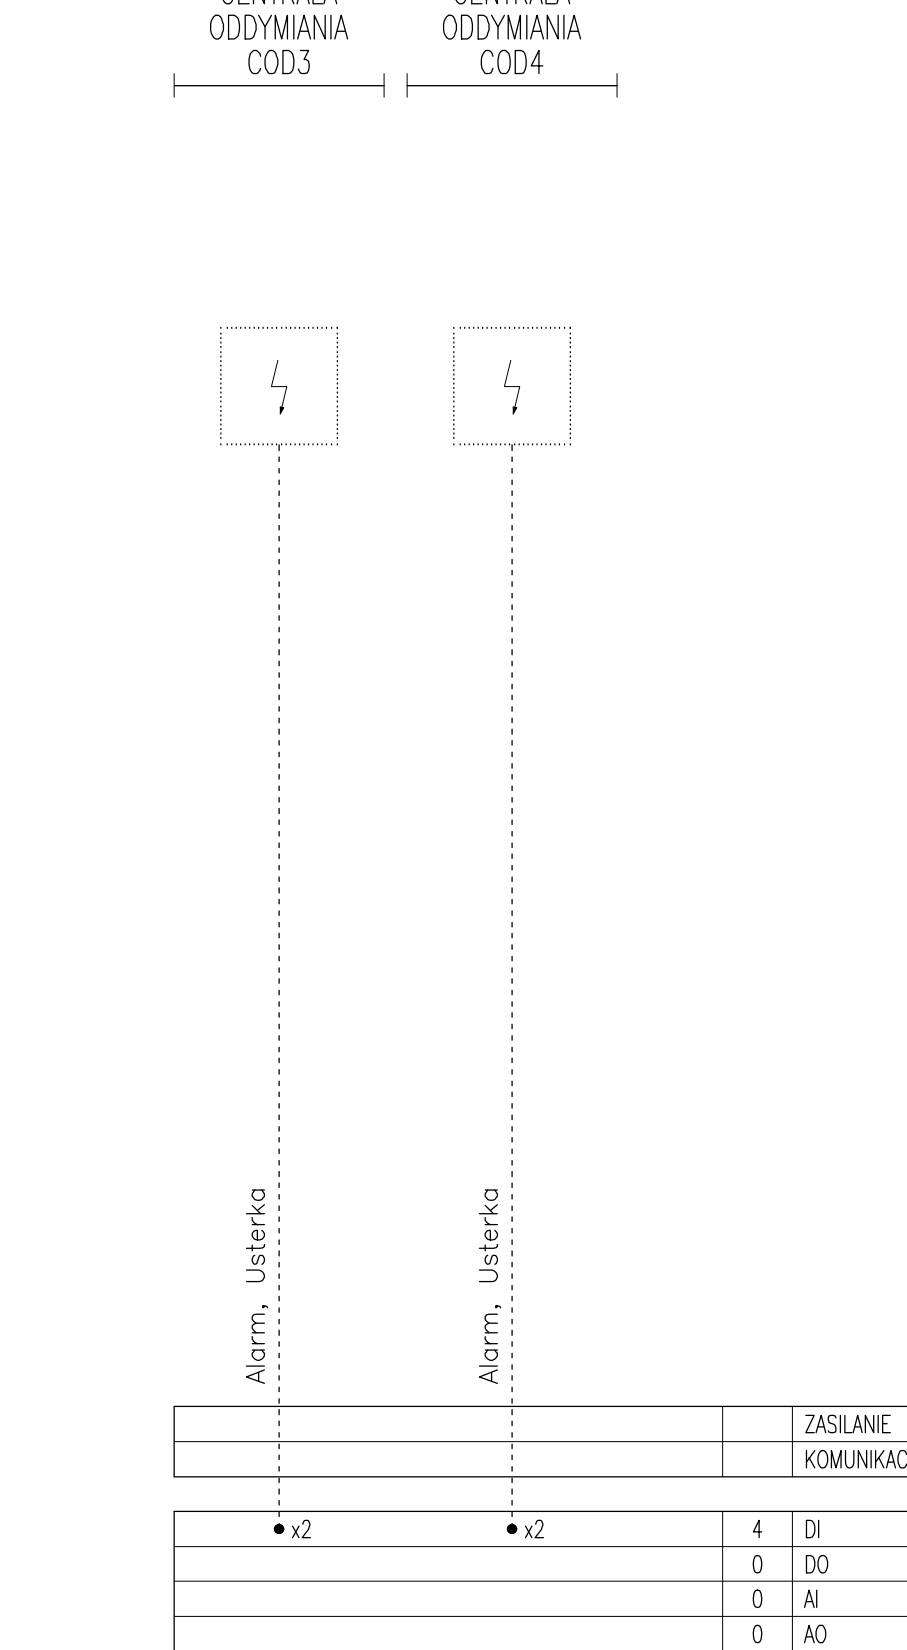 ODDYMIANIA
COD3
ODDYMIANIA
COD4
Alarm, Usterka
Alarm, Usterka
ZASILANIE
KOMUNIKAC
x2
x2
4
DI
0
DO
0
AI
0
AO